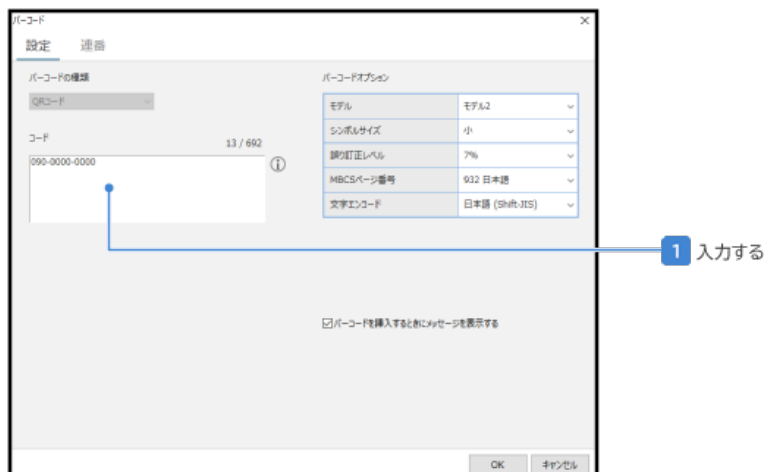 バーコード
設定 連番
バーコードの種類
QRコード
コード
13 / 692
090-0000-0000
バーコードオプション
モデル モデル2
シンボルサイズ 小
誤り訂正レベル 7%
MBCSページ番号 932 日本語
文字エンコード 日本語 (Shift-JIS)
1 入力する
バーコードを挿入するときにメッセージを表示する
OK キャンセル